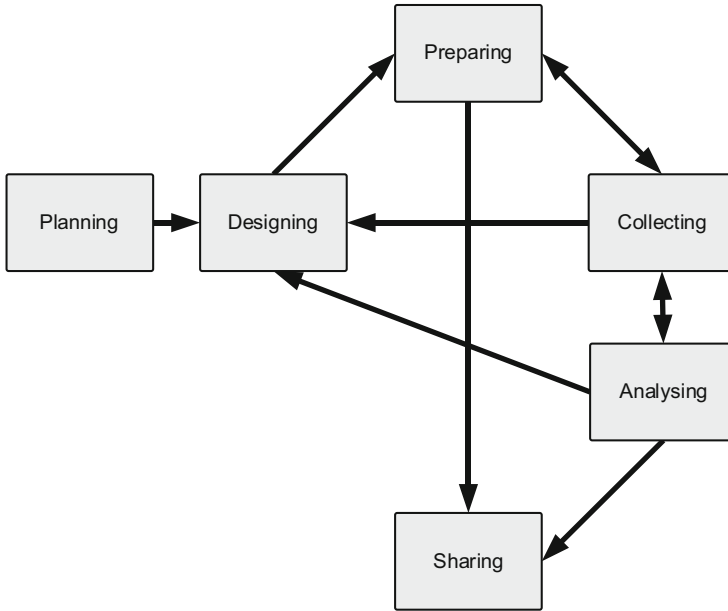 Preparing
Planning
Designing
Collecting
Analysing
Sharing